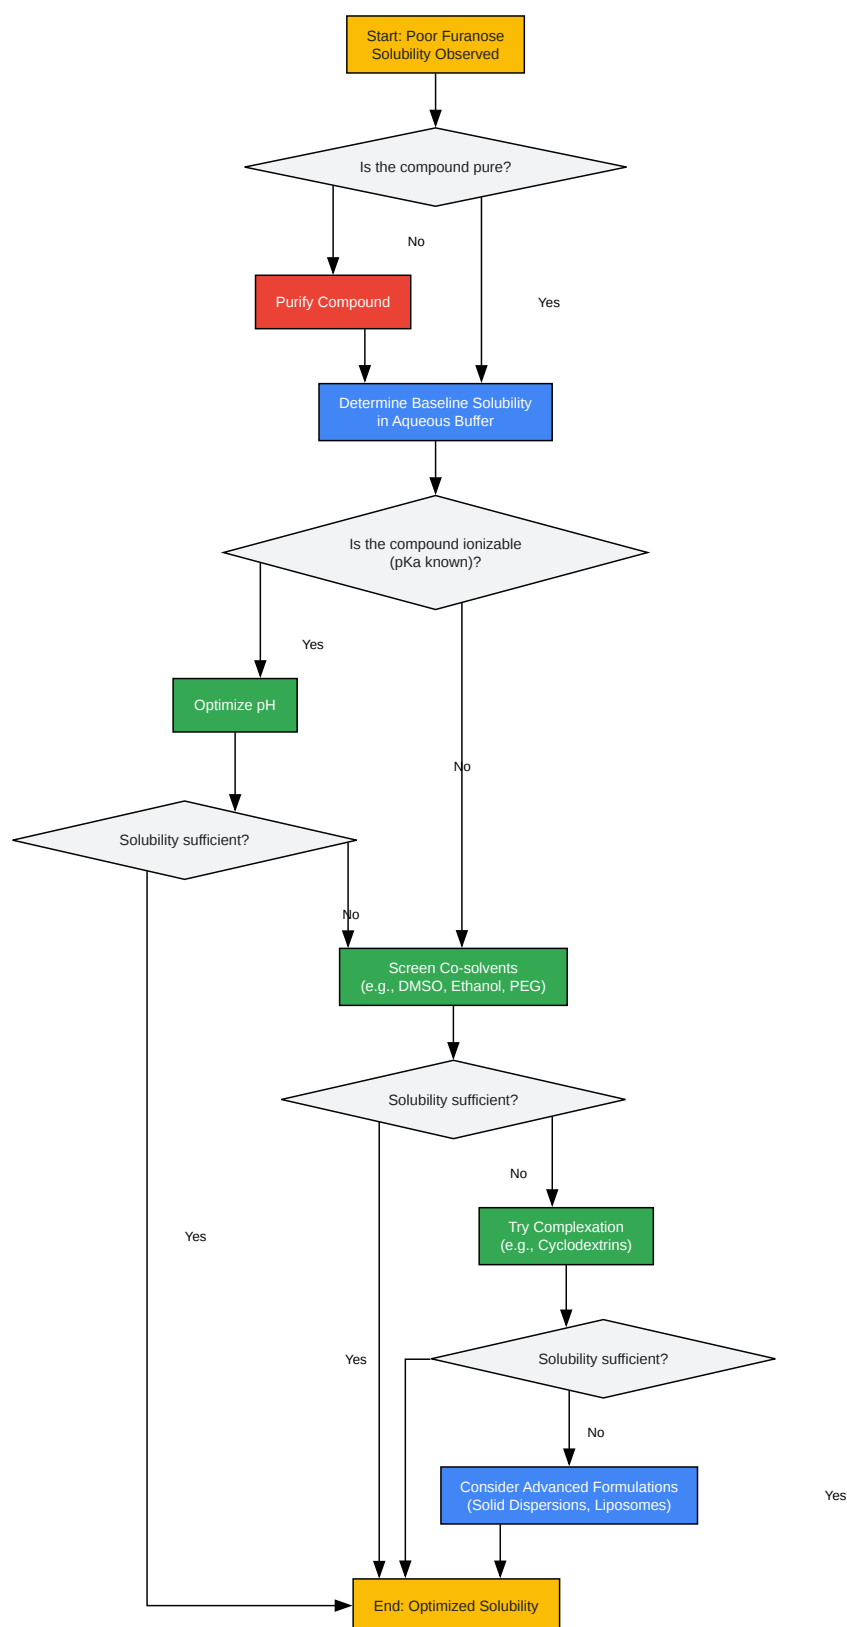 Start: Poor Furanose
Solubility Observed
Is the compound pure?
No
Purify Compound
Yes
Determine Baseline Solubility
in Aqueous Buffer
Is the compound ionizable
(pKa known)?
Yes
Optimize pH
No
Solubility sufficient?
No
Screen Co-solvents
(e.g., DMSO, Ethanol, PEG)
Solubility sufficient?
No
Try Complexation
(e.g., Cyclodextrins)
Yes
Yes
Solubility sufficient?
No
Consider Advanced Formulations
(Solid Dispersions, Liposomes)
Yes
End: Optimized Solubility